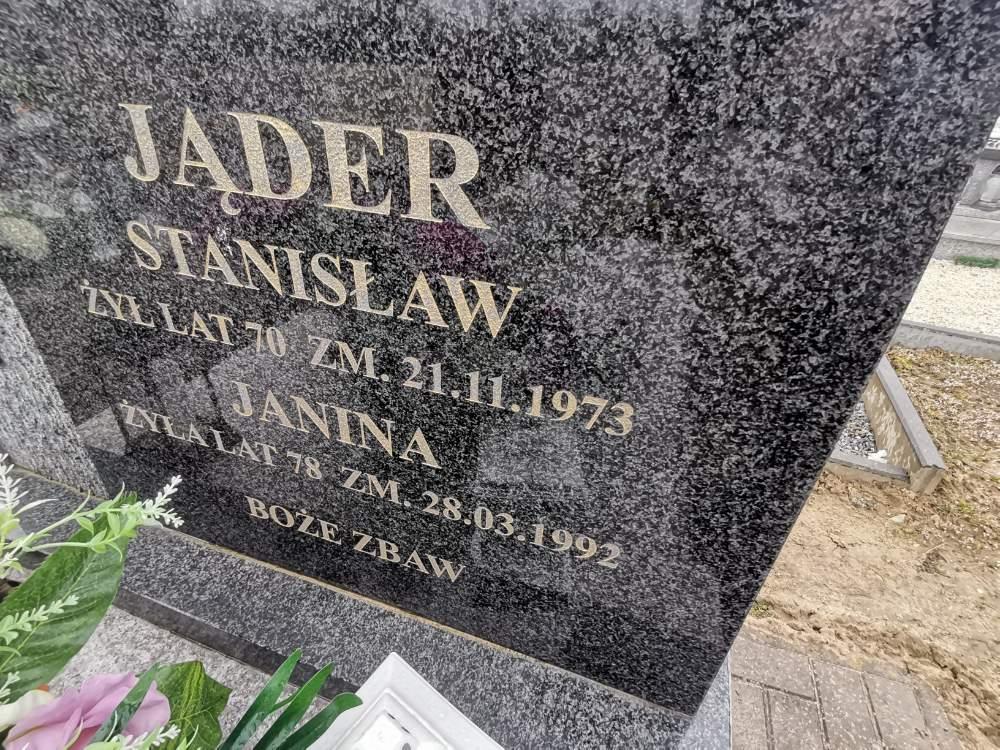 JĄDER
STANISŁAW
ŻYŁ LAT 70 ZM. 21.11.1973
JANINA
ŻYŁA LAT 78 ZM. 28.03.1992
BOŻE ZBAW